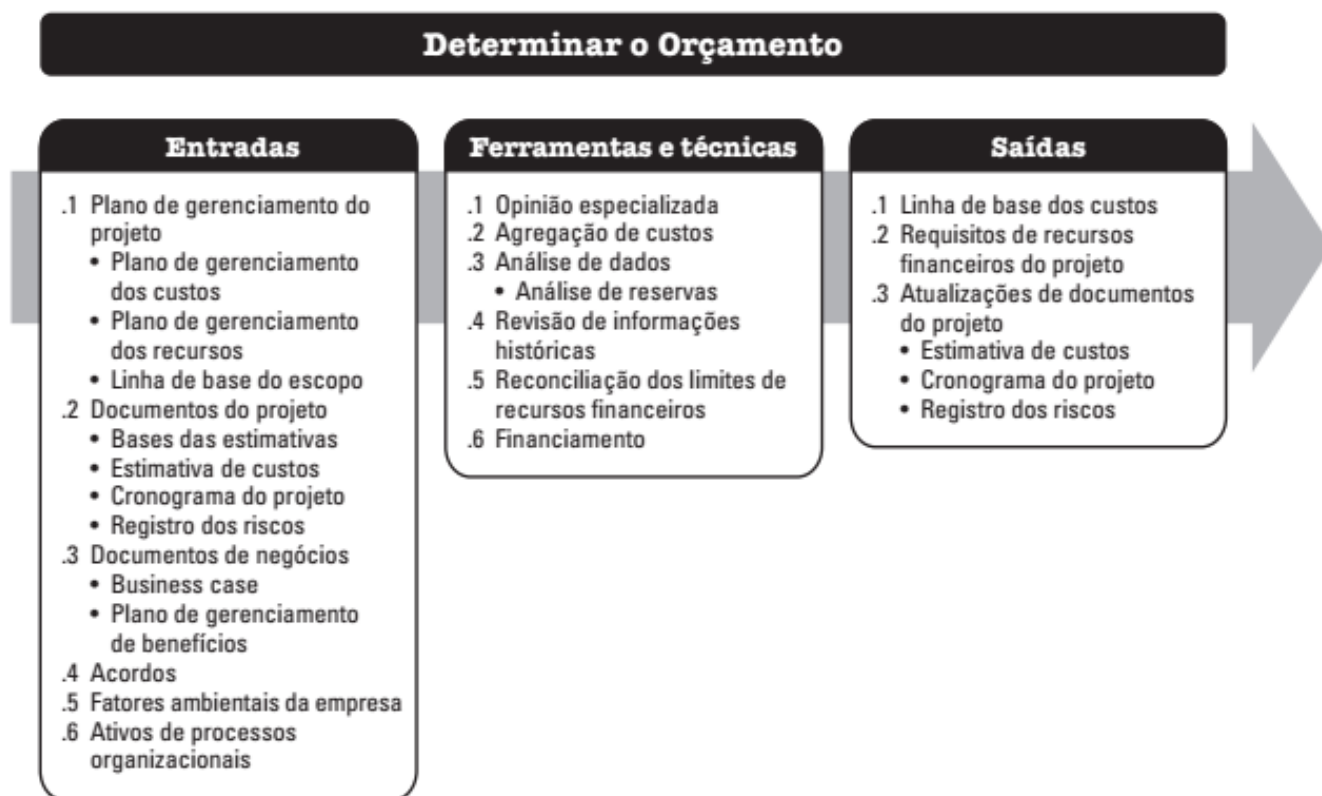 Determinar o Orçamento
Entradas
.1 Plano de gerenciamento do
projeto
• Plano de gerenciamento
dos custos
• Plano de gerenciamento
dos recursos
• Linha de base do escopo
.2 Documentos do projeto
• Bases das estimativas
• Estimativa de custos
• Cronograma do projeto
• Registro dos riscos
.3 Documentos de negócios
• Business case
• Plano de gerenciamento
de benefícios
.4 Acordos
.5 Fatores ambientais da empresa
.6 Ativos de processos
organizacionais
Ferramentas e técnicas
.1 Opinião especializada
.2 Agregação de custos
.3 Análise de dados
• Análise de reservas
.4 Revisão de informações
históricas
.5 Reconciliação dos limites de
recursos financeiros
.6 Financiamento
Saídas
.1 Linha de base dos custos
.2 Requisitos de recursos
financeiros do projeto
.3 Atualizações de documentos
do projeto
• Estimativa de custos
• Cronograma do projeto
• Registro dos riscos